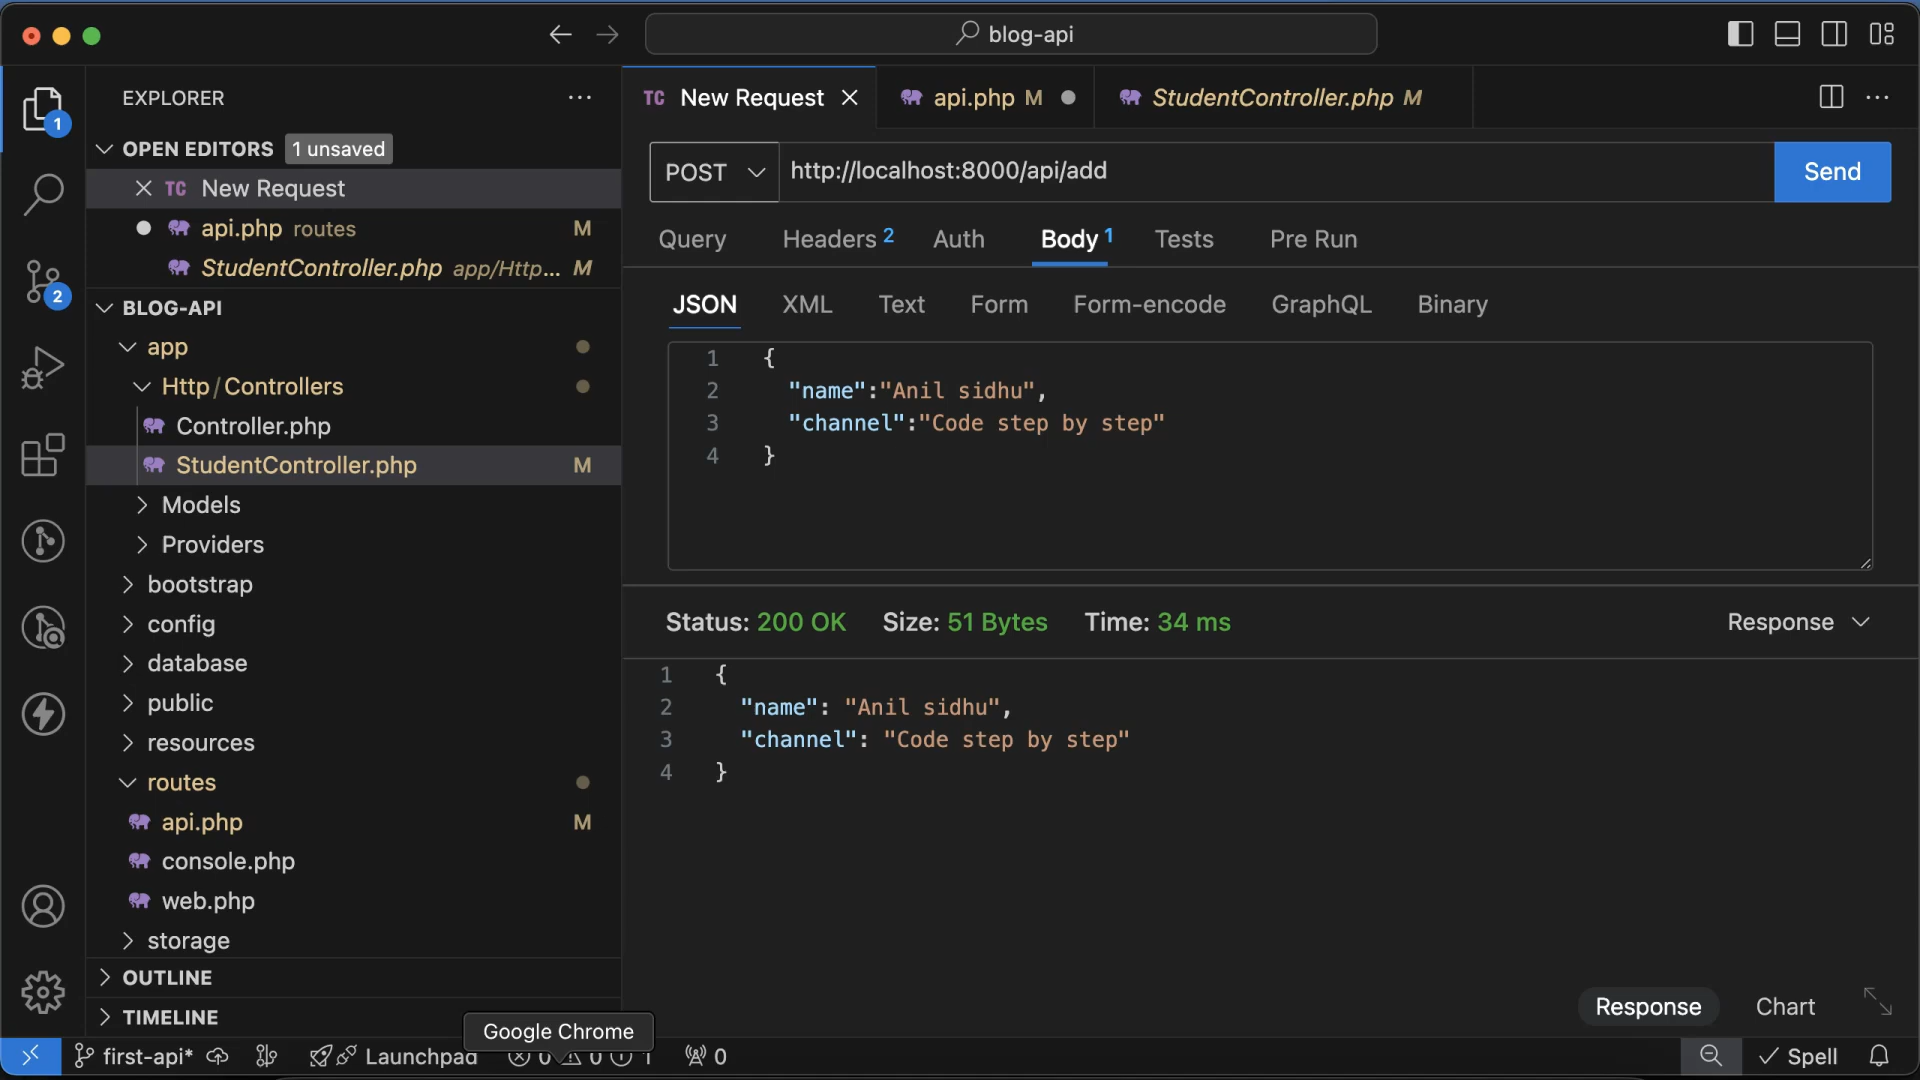 blog-api
1
EXPLORER
OPEN EDITORS 1 unsaved
TC New Request
api.php routes M
StudentController.php app/Http... M
2
BLOG-API
app
Http / Controllers
Controller.php
StudentController.php M
Models
Providers
bootstrap
config
database
public
resources
routes
api.php M
console.php
web.php
storage
OUTLINE
TIMELINE
TC New Request
api.php M
StudentController.php M
POST http://localhost:8000/api/add Send
Query Headers 2 Auth Body 1 Tests Pre Run
JSON XML Text Form Form-encode GraphQL Binary
1 {
2 "name":"Anil sidhu",
3 "channel":"Code step by step"
4 }
Status: 200 OK Size: 51 Bytes Time: 34 ms Response
1 {
2 "name": "Anil sidhu",
3 "channel": "Code step by step"
4 }
Response Chart
Google Chrome
first-api* Launchpad 0 0 1 0 Spell